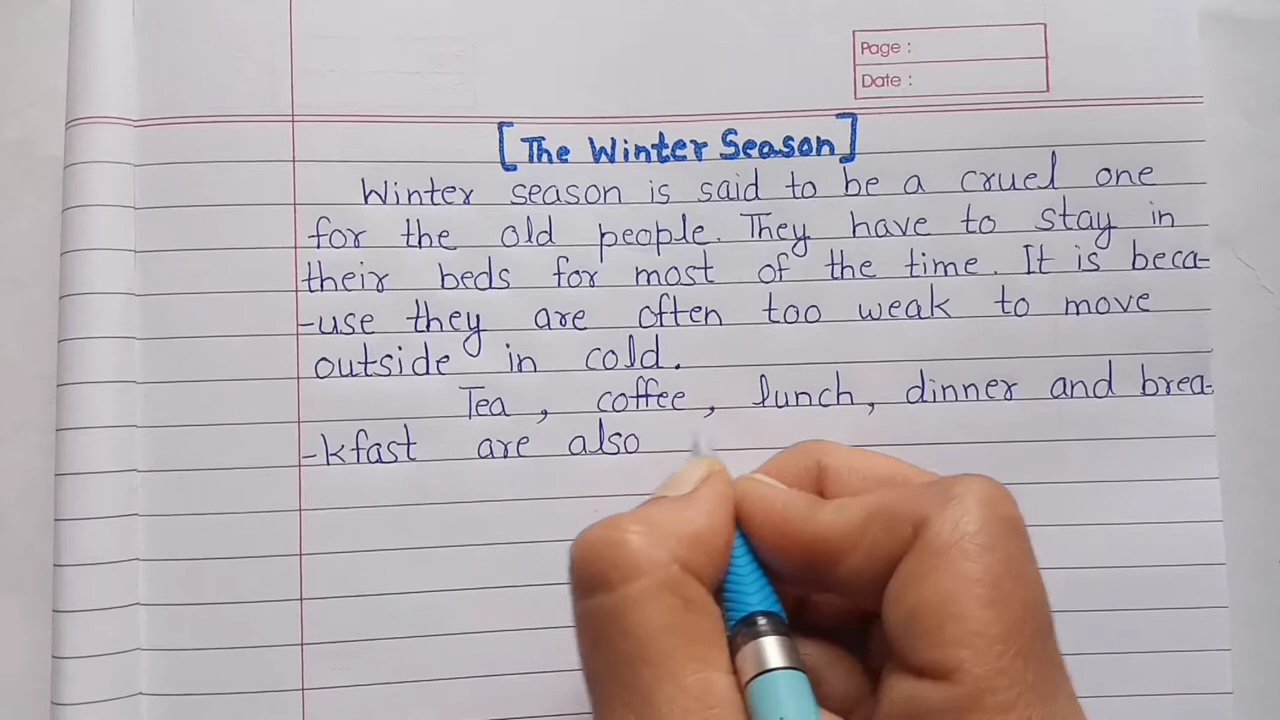 Page :
Date :
[The Winter Season]
Winter season is said to be a cruel one
for the old people. They have to stay in
their beds for most of the time. It is beca-
-use they are often too weak to move
outside in cold.
Tea, coffee, lunch, dinner and brea-
-kfast are also